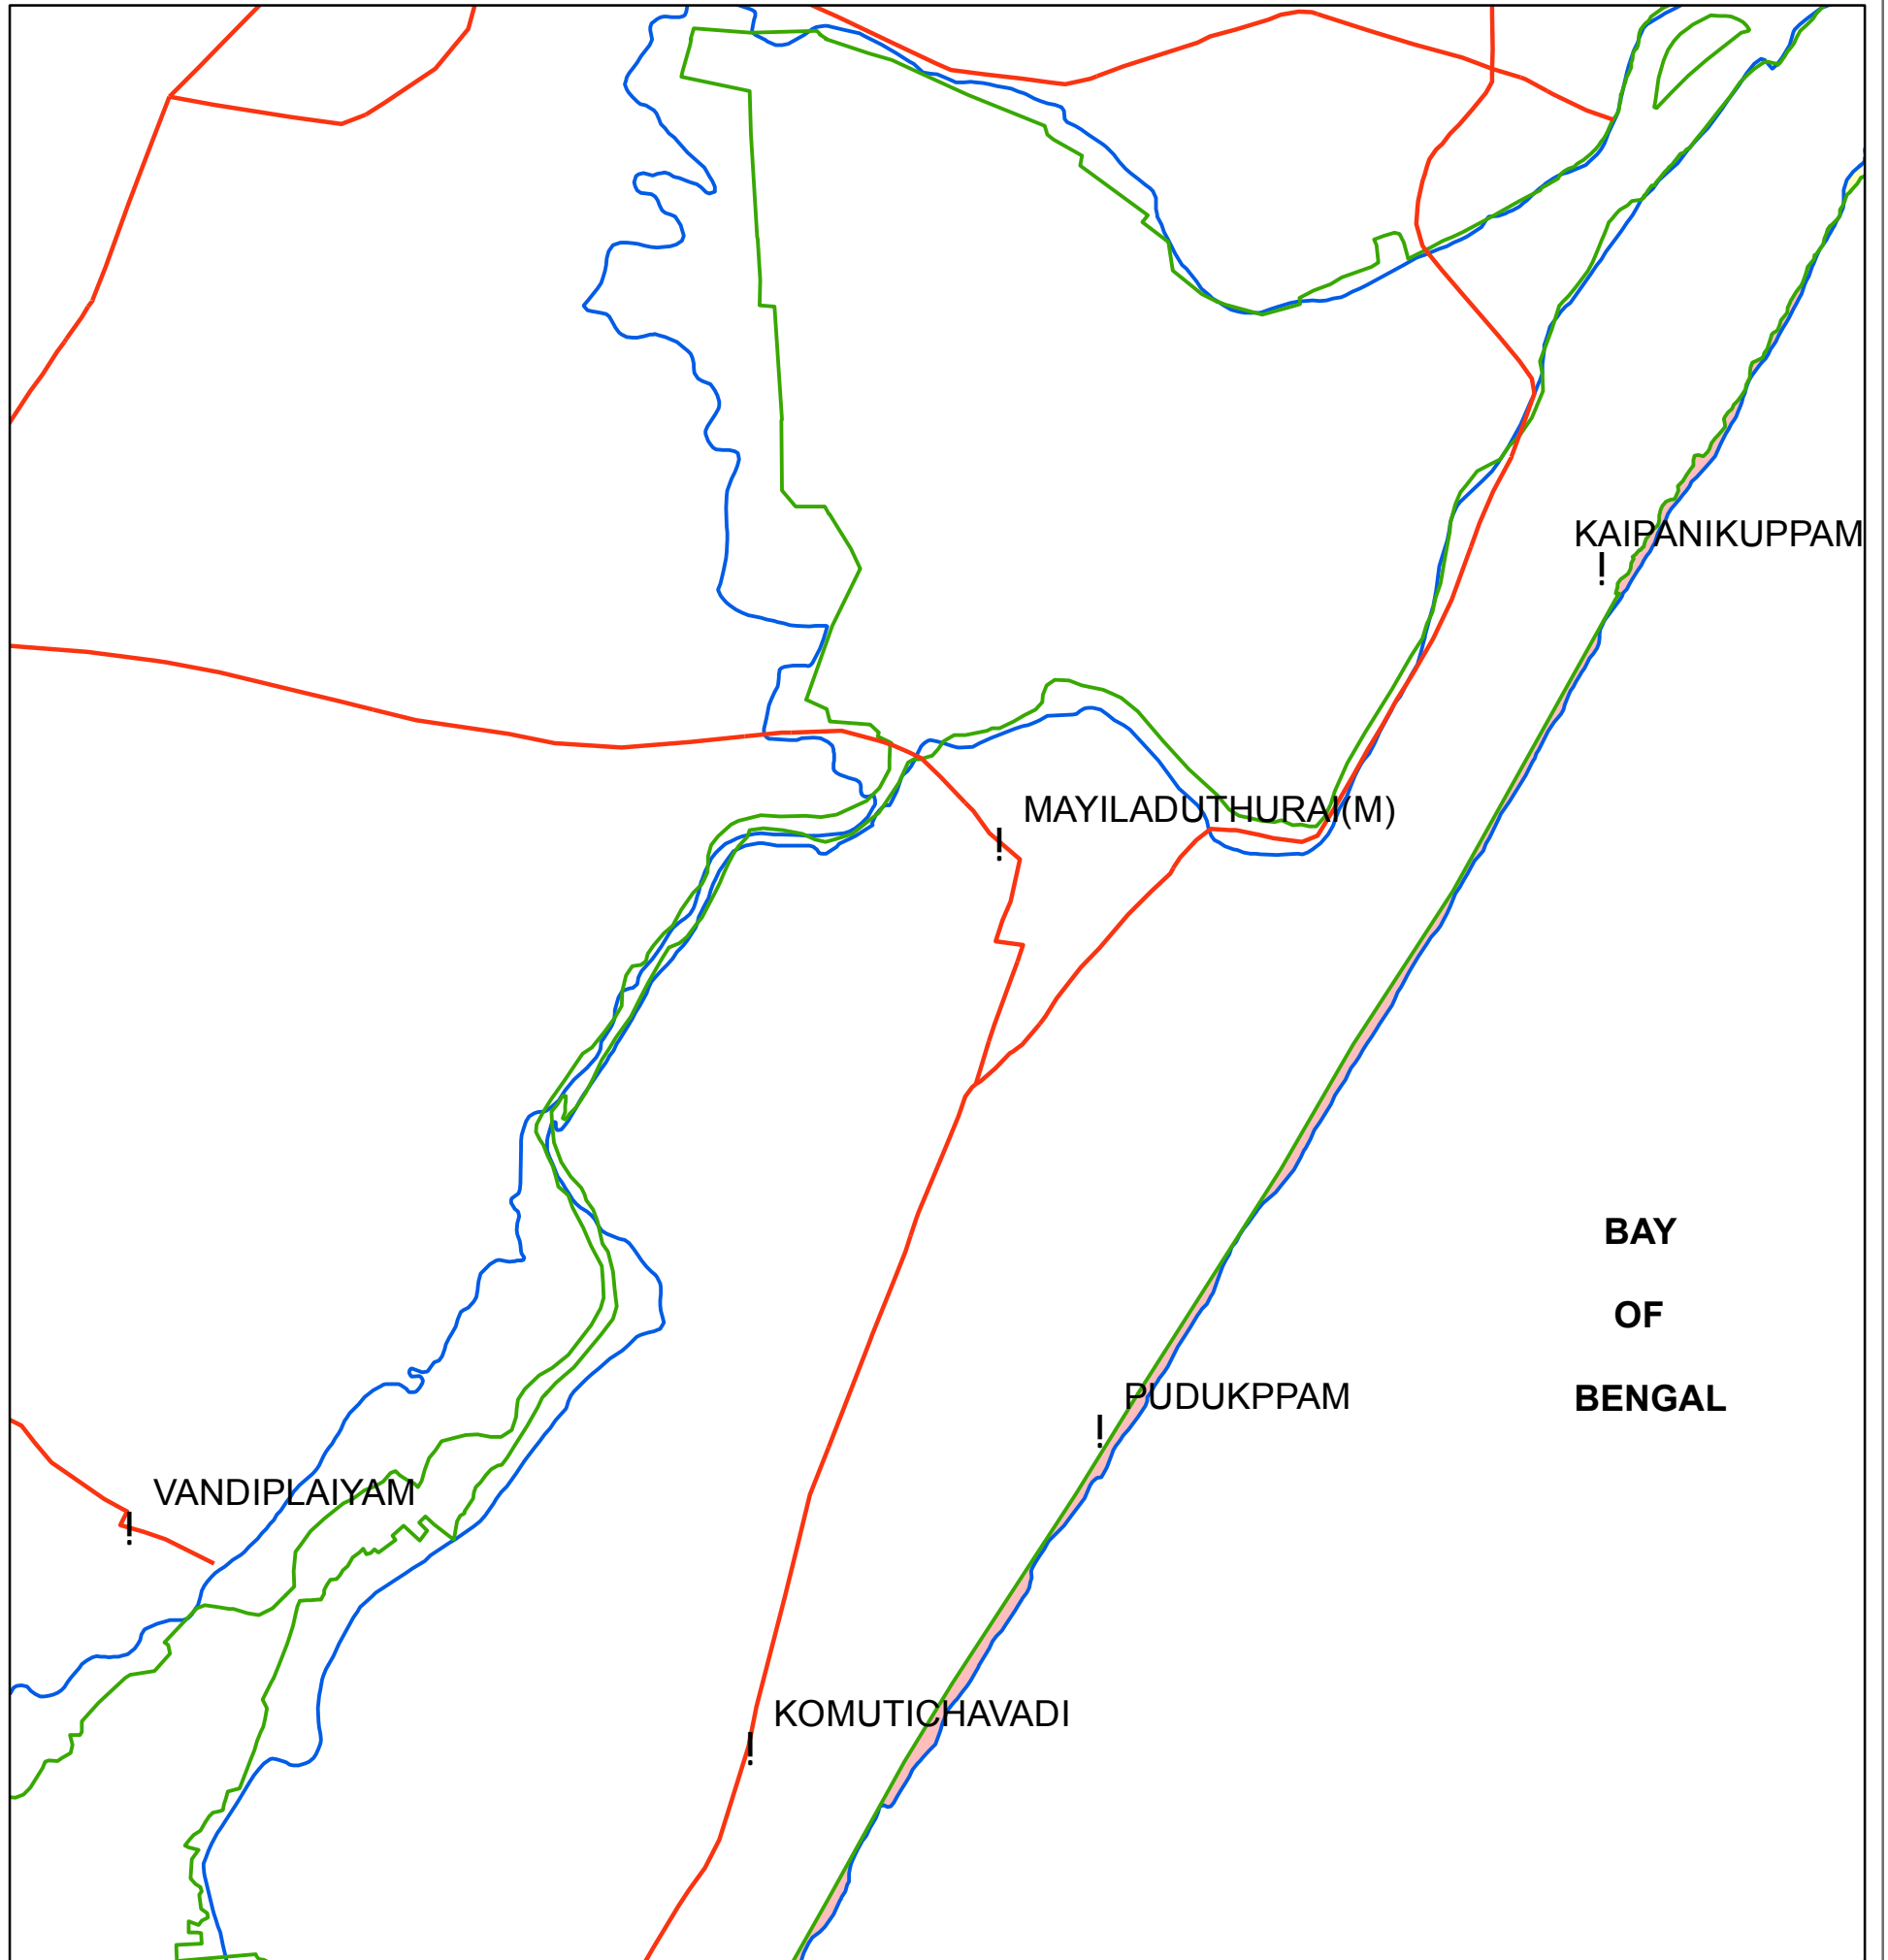 KAIPANIKUPPAM
!
MAYILADUTHURAI(M)
!
BAY
OF
BENGAL
PUDUKPPAM
!
VANDIPLAIYAM
!
KOMUTICHAVADI
!